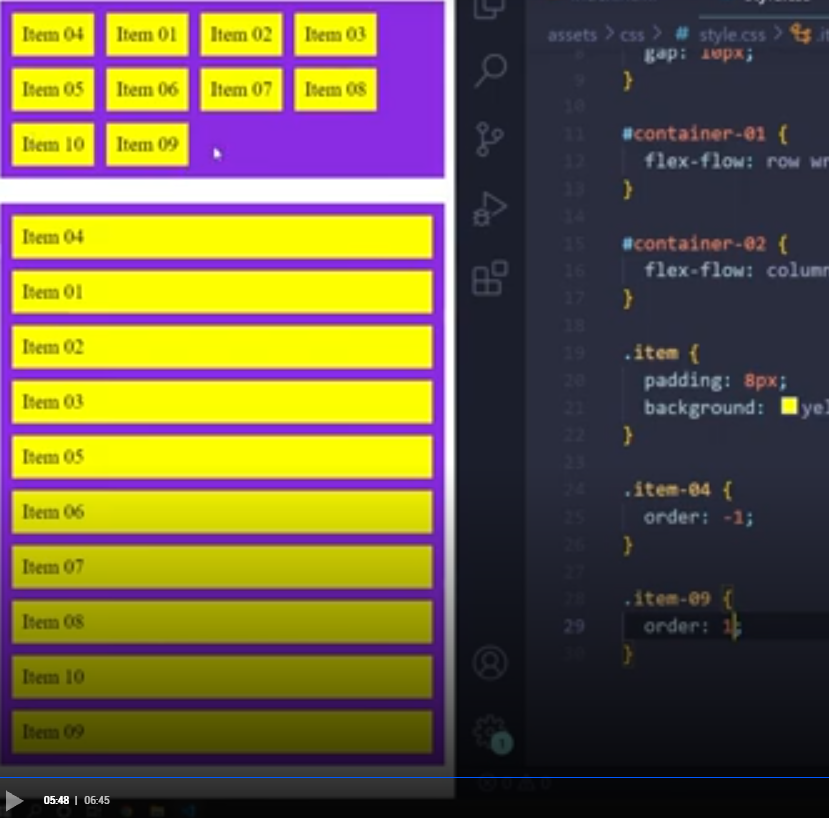 Item 04 Item 01 Item 02 Item 03
Item 05 Item 06 Item 07 Item 08
Item 10 Item 09
Item 04
Item 01
Item 02
Item 03
Item 05
Item 06
Item 07
Item 08
Item 10
Item 09
assets > css > # style.css >
gap: 10px;
9 }
10
11 #container-01 {
12 flex-flow: row wr
13 }
14
15 #container-02 {
16 flex-flow: column
17 }
18
19 .item {
20 padding: 8px;
21 background: yel
22 }
23
24 .item-04 {
25 order: -1;
26 }
27
28 .item-09 {
29 order: 1;
30 }
1
0 0
05:48 | 06:45